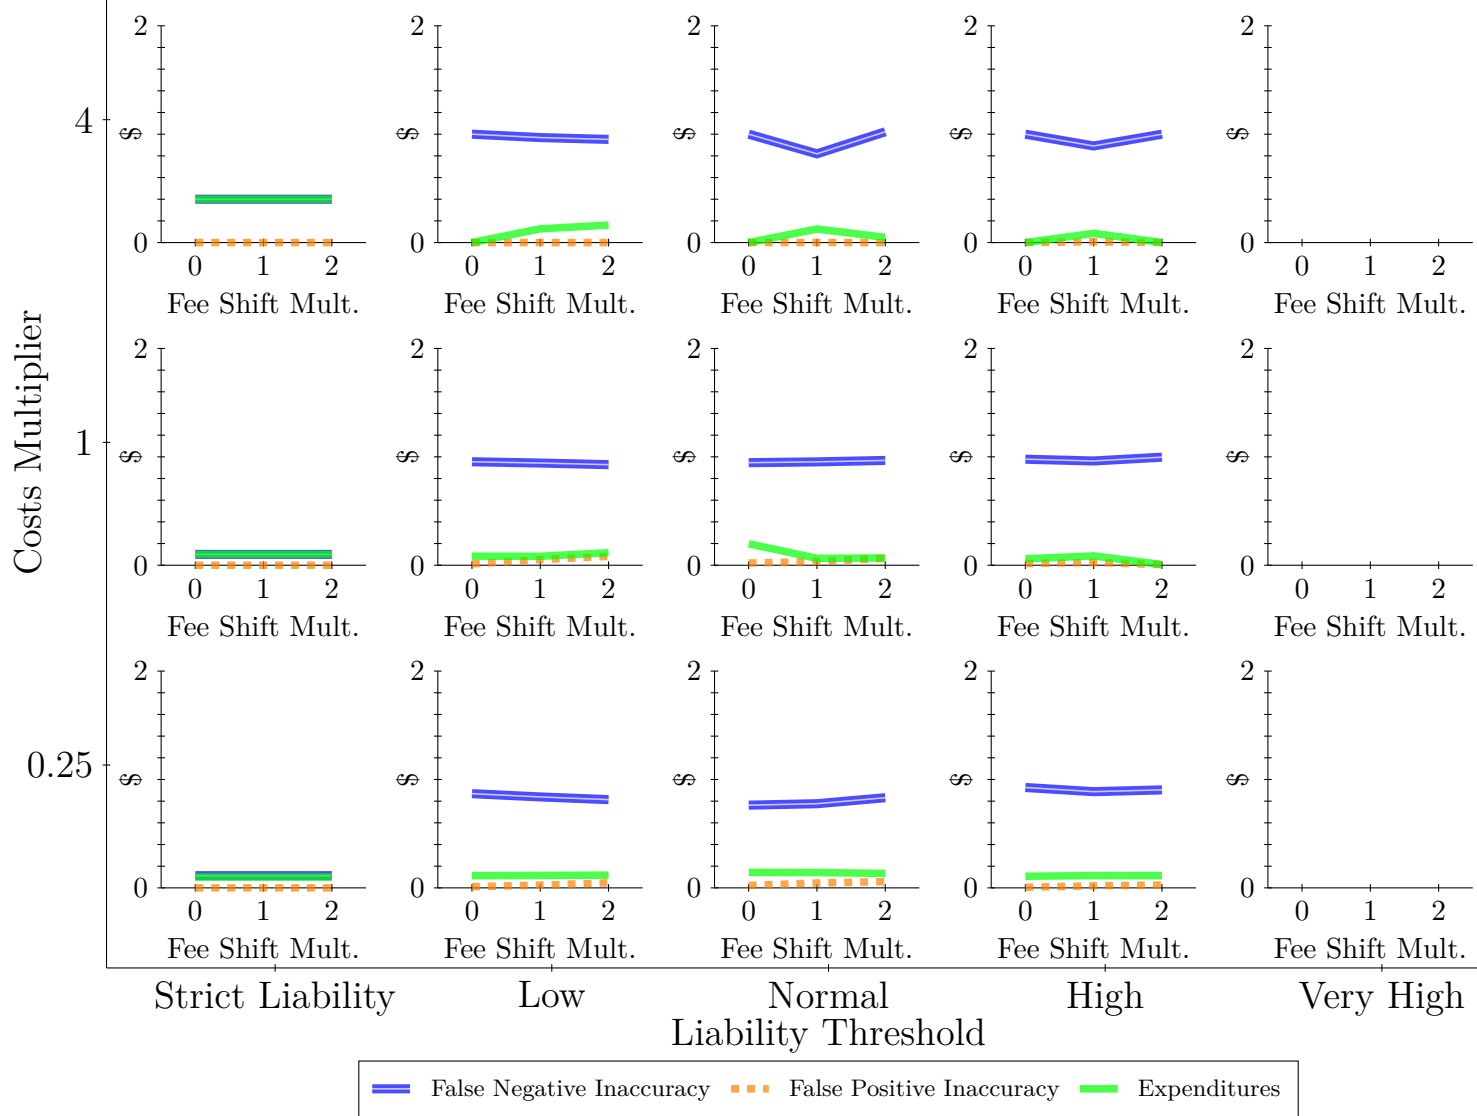 2 2 2 2 2
4 $ $ $ $ $
0 0 0 0 0
0 1 2 0 1 2 0 1 2 0 1 2 0 1 2
Fee Shift Mult. Fee Shift Mult. Fee Shift Mult. Fee Shift Mult. Fee Shift Mult.
Costs Multiplier
2 2 2 2 2
1 $ $ $ $ $
0 0 0 0 0
0 1 2 0 1 2 0 1 2 0 1 2 0 1 2
Fee Shift Mult. Fee Shift Mult. Fee Shift Mult. Fee Shift Mult. Fee Shift Mult.
2 2 2 2 2
0.25 $ $ $ $ $
0 0 0 0 0
0 1 2 0 1 2 0 1 2 0 1 2 0 1 2
Fee Shift Mult. Fee Shift Mult. Fee Shift Mult. Fee Shift Mult. Fee Shift Mult.
Strict Liability Low Normal High Very High
Liability Threshold
False Negative Inaccuracy False Positive Inaccuracy Expenditures